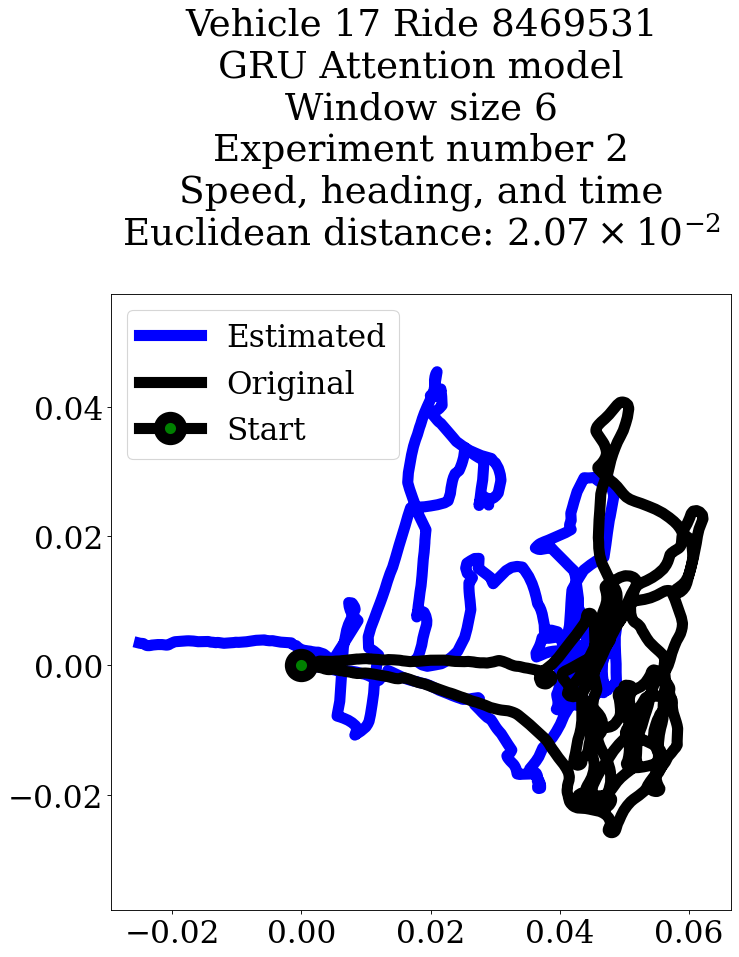 Vehicle 17 Ride 8469531
GRU Attention model
Window size 6
Experiment number 2
Speed, heading, and time
Euclidean distance: 2.07 × 10⁻²
Estimated
Original
Start
0.04
0.02
0.00
−0.02
−0.02 0.00 0.02 0.04 0.06